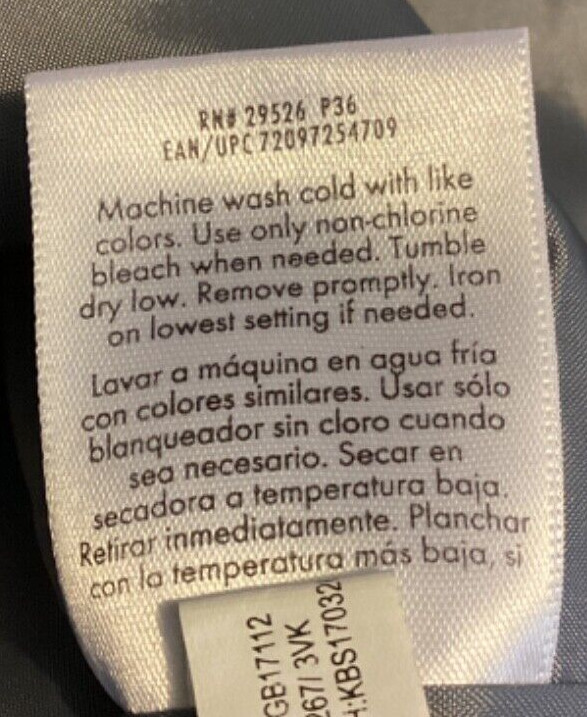 RN# 29526 P36
EAN/UPC 72097254709
Machine wash cold with like
colors. Use only non-chlorine
bleach when needed. Tumble
dry low. Remove promptly. Iron
on lowest setting if needed.
Lavar a máquina en agua fría
con colores similares. Usar sólo
blanqueador sin cloro cuando
sea necesario. Secar en
secadora a temperatura baja.
Retirar inmediatamente. Planchar
con la temperatura más baja, si
GB17112
267/ 3VK
:KBS17032